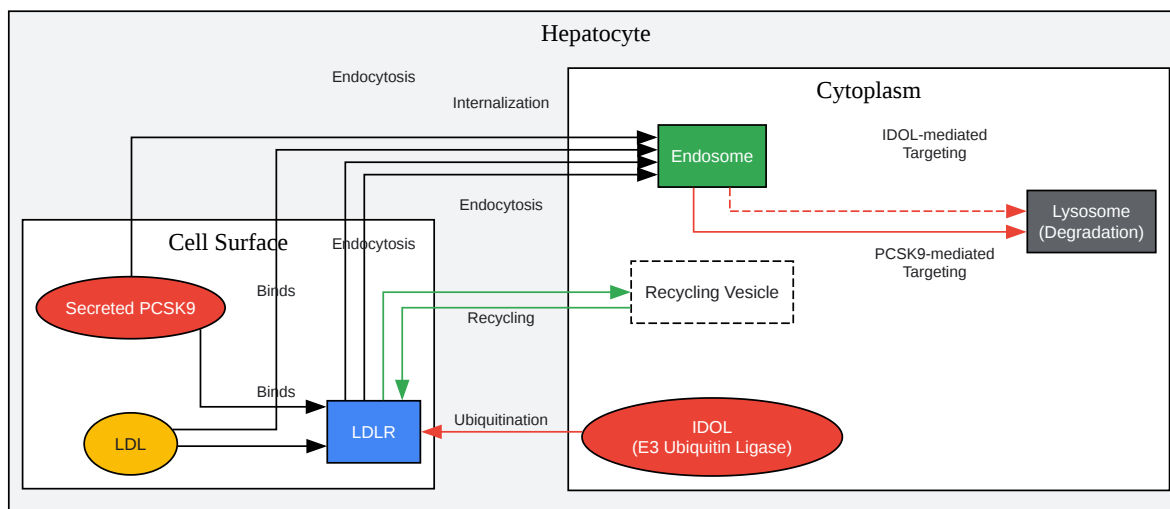 Hepatocyte
Endocytosis
Cytoplasm
Internalization
IDOL-mediated
Targeting
Endosome
Endocytosis
Lysosome
(Degradation)
Cell Surface
Endocytosis
PCSK9-mediated
Targeting
Binds
Recycling Vesicle
Secreted PCSK9
Recycling
Binds
Ubiquitination
IDOL
(E3 Ubiquitin Ligase)
LDLR
LDL